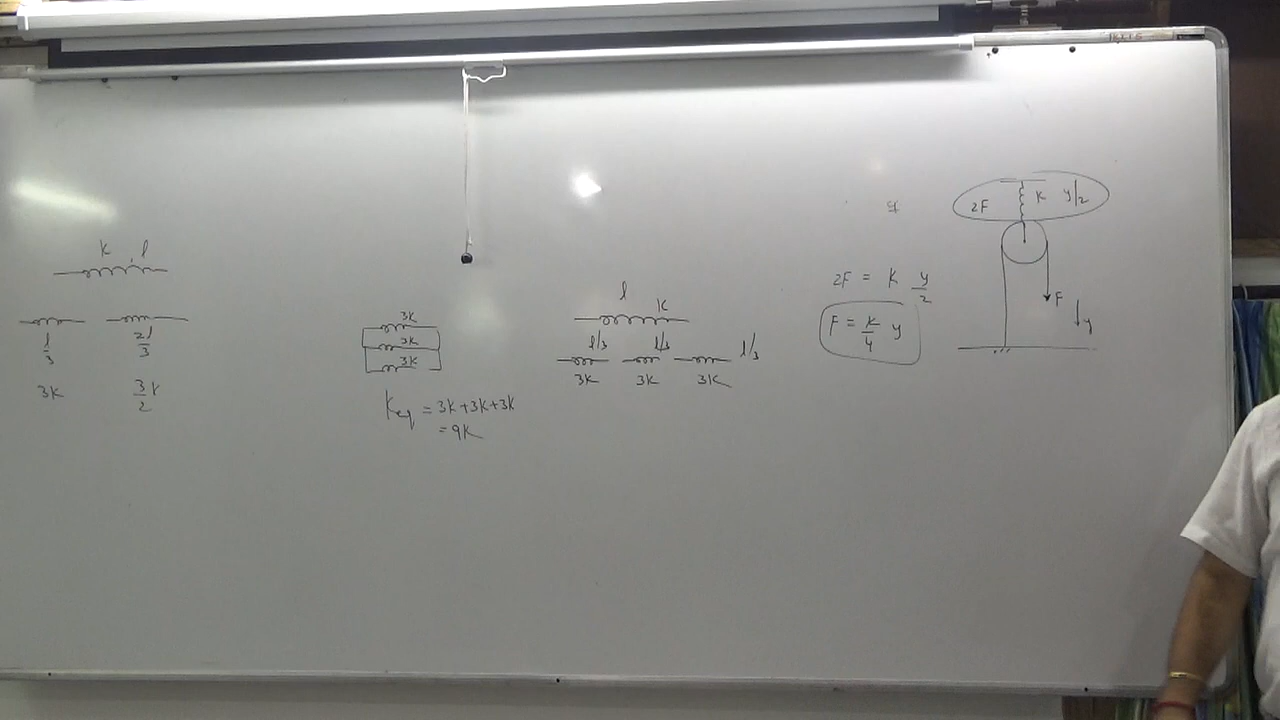 K, l
l/3 2l/3
3K 3/2 K
3K
3K
3K
Keq = 3K+3K+3K
= 9K
l K
l/3 l/3 l/3
3K 3K 3K
2F K y/2
2F = K y/2
F = K/4 y
F
y